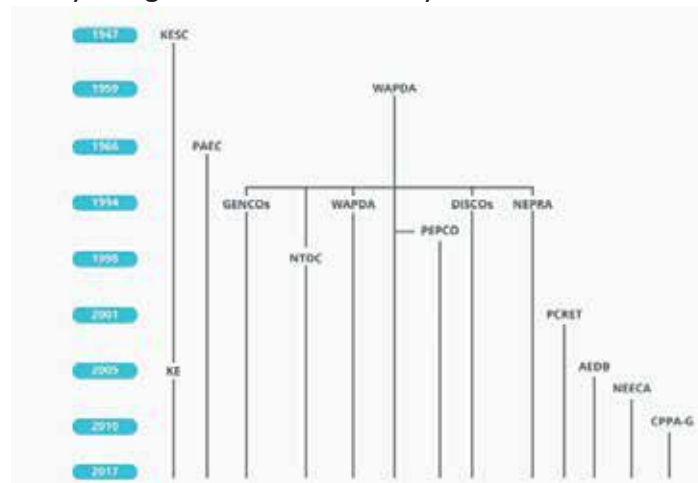 1947 KESC
1959 WAPDA
1966 PAEC
1994 GENCOs WAPDA DISCOs NEPRA
PEPCO
1998 NTDC
2001 PCRET
2005 KE AEDB
NEECA
2010 CPPA-G
2017